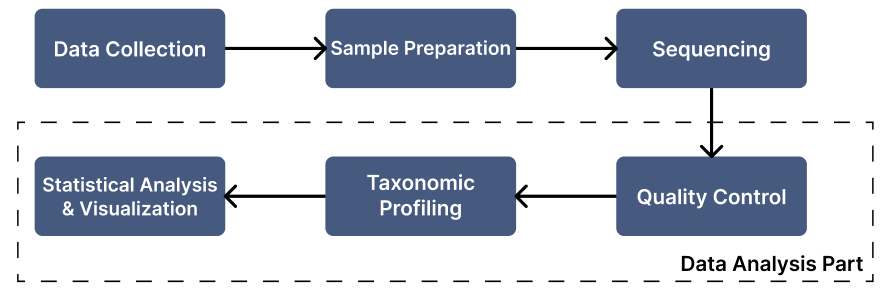 Data Collection
Sample Preparation
Sequencing
Statistical Analysis
& Visualization
Taxonomic
Profiling
Quality Control
Data Analysis Part